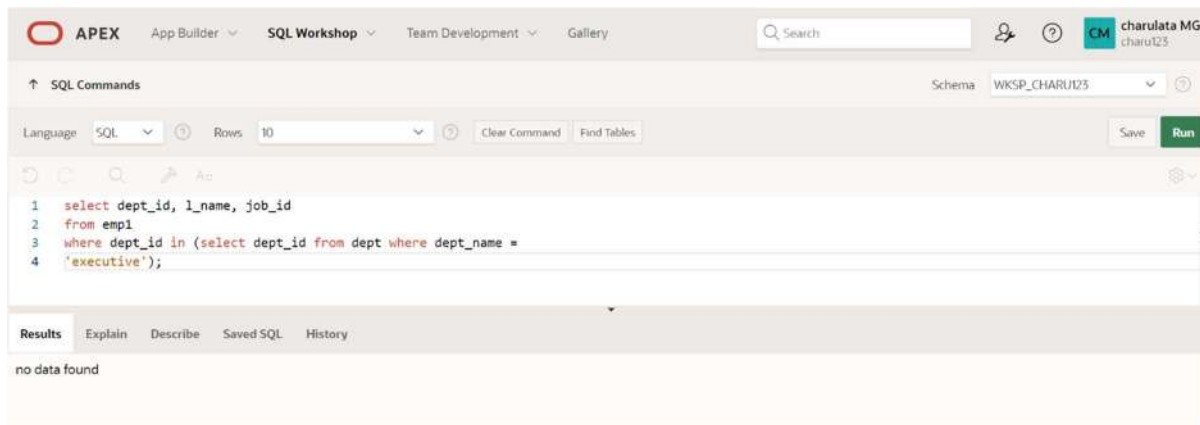 APEX App Builder SQL Workshop Team Development Gallery Search CM charulata MG
charu123
↑ SQL Commands Schema WKSP_CHARU123
Language SQL Rows 10 Clear Command Find Tables Save Run
1 select dept_id, l_name, job_id
2 from emp1
3 where dept_id in (select dept_id from dept where dept_name =
4 'executive');
Results Explain Describe Saved SQL History
no data found